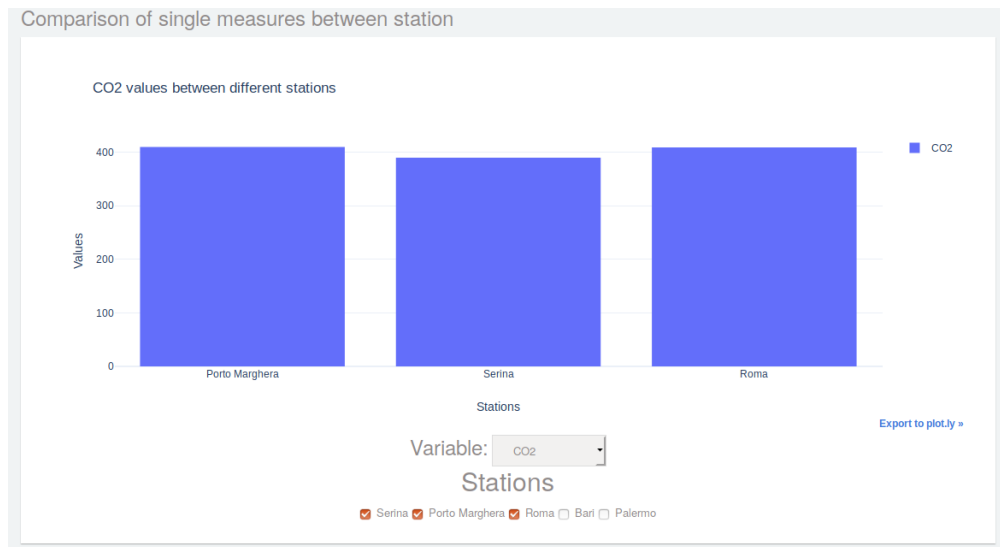 Comparison of single measures between station
CO2 values between different stations
400
300
200
100
0
Values
CO2
Porto Marghera Serina Roma
Stations
Export to plot.ly »
Variable: CO2
Stations
Serina Porto Marghera Roma Bari Palermo